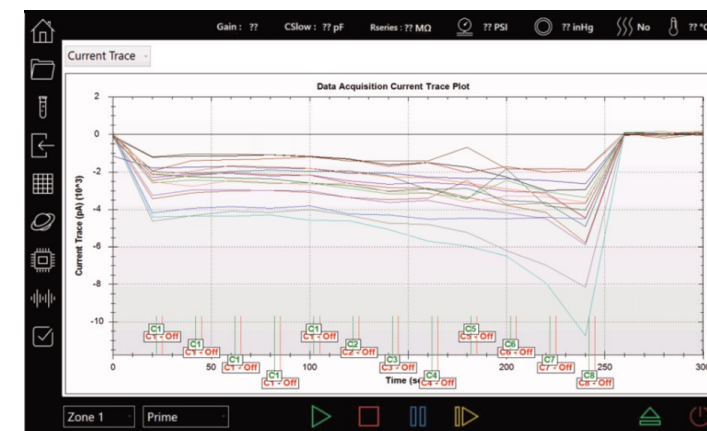 Gain : ?? CSlow : ?? pF Rseries : ?? MΩ ?? PSI ?? inHg No ?? °C
Current Trace
Data Acquisition Current Trace Plot
Current Trace (pA) (10^3)
2
0
-2
-4
-6
-8
-10
C1 C1 C5
C1 - Off C1 - Off C5 - Off
C1 C2 C6
C1 - Off C2 - Off C6 - Off
C1 C3 C7
C1 - Off C3 - Off C7 - Off
C1 C4 C8
C1 - Off C4 - Off C8 - Off
0 50 100 150 200 250 300
Time (se
Zone 1 Prime